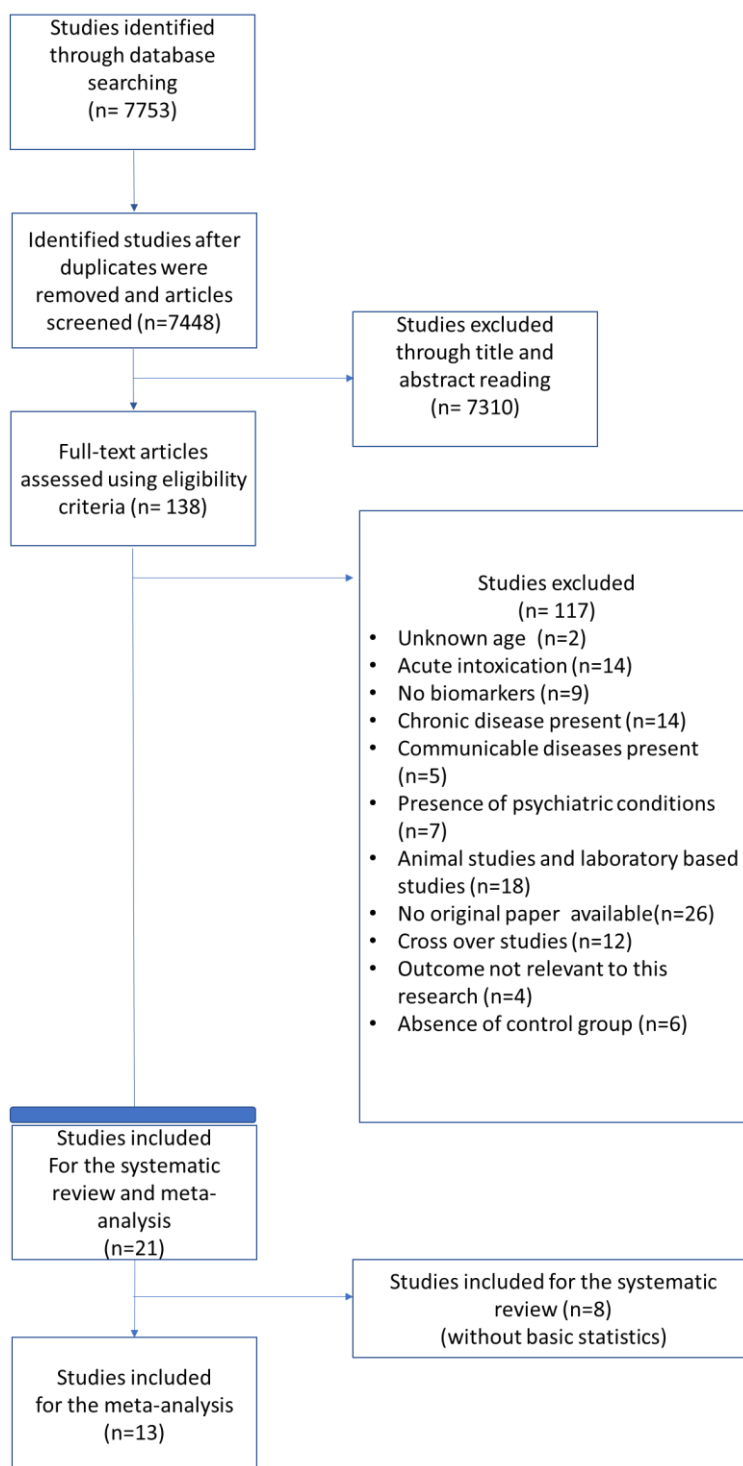 Studies identified
through database
searching
(n= 7753)
Identified studies after
duplicates were
removed and articles
screened (n=7448)
Studies excluded
through title and
abstract reading
(n= 7310)
Full-text articles
assessed using eligibility
criteria (n= 138)
Studies excluded
(n= 117)
• Unknown age (n=2)
• Acute intoxication (n=14)
• No biomarkers (n=9)
• Chronic disease present (n=14)
• Communicable diseases present
(n=5)
• Presence of psychiatric conditions
(n=7)
• Animal studies and laboratory based
studies (n=18)
• No original paper available(n=26)
• Cross over studies (n=12)
• Outcome not relevant to this
research (n=4)
• Absence of control group (n=6)
Studies included
For the systematic
review and meta-
analysis
(n=21)
Studies included for the systematic
review (n=8)
(without basic statistics)
Studies included
for the meta-analysis
(n=13)